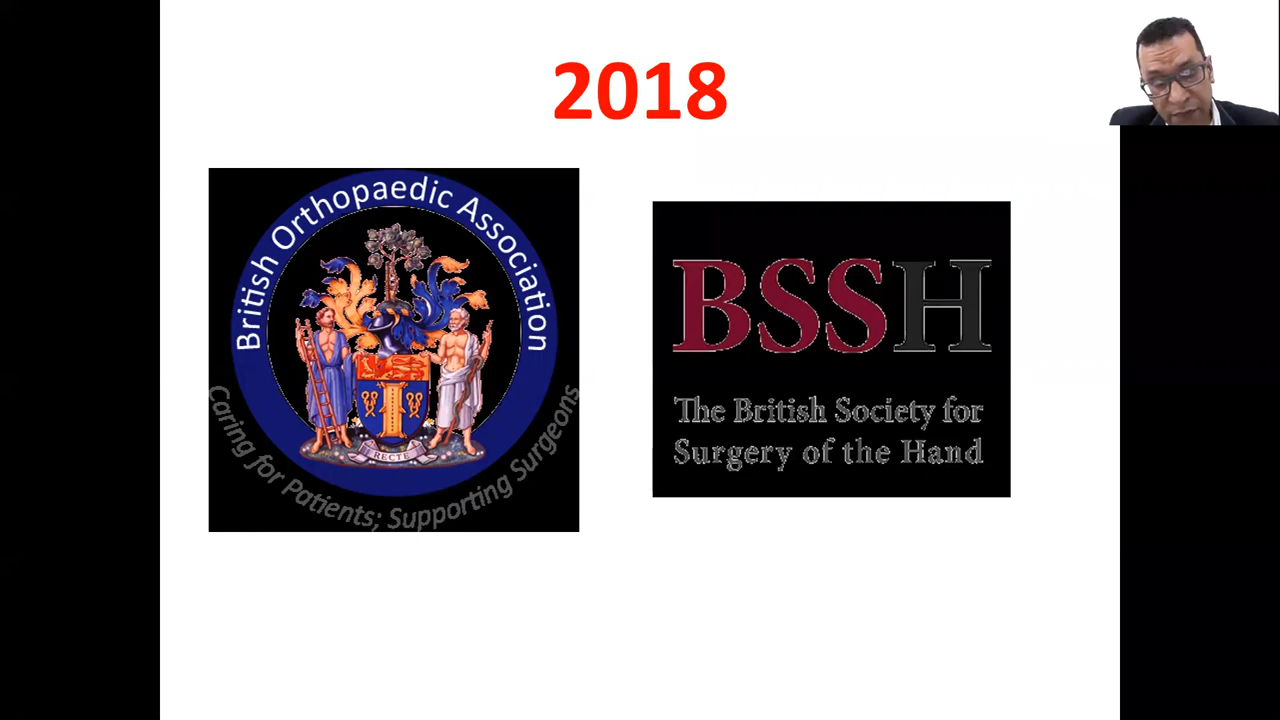 2018
British Orthopaedic Association
RECTE
Caring for Patients; Supporting Surgeons
BSSH
The British Society for
Surgery of the Hand